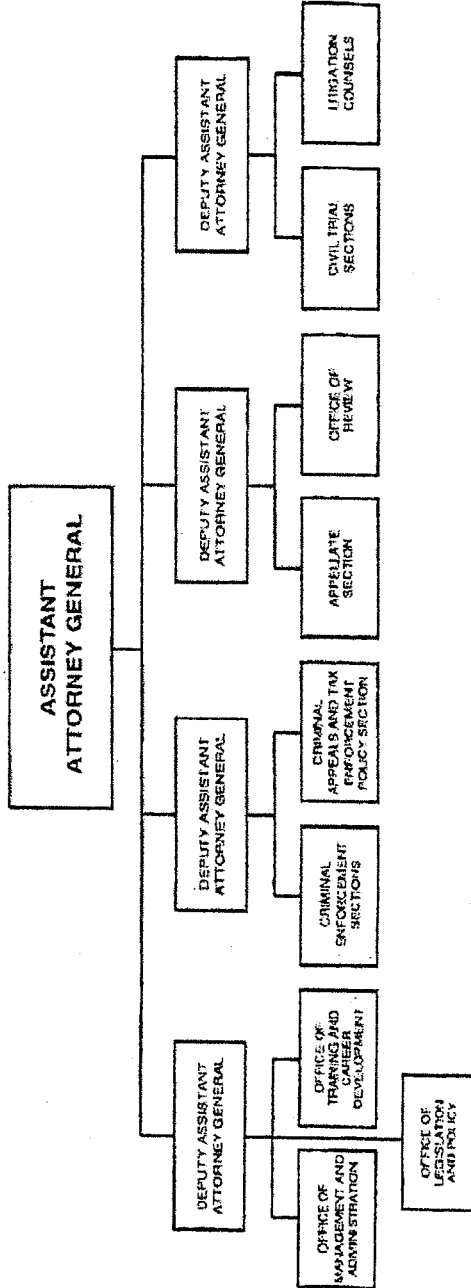 ASSISTANT
ATTORNEY GENERAL
DEPUTY ASSISTANT
ATTORNEY GENERAL
DEPUTY ASSISTANT
ATTORNEY GENERAL
DEPUTY ASSISTANT
ATTORNEY GENERAL
DEPUTY ASSISTANT
ATTORNEY GENERAL
OFFICE OF
MANAGEMENT AND
ADMINISTRATION
OFFICE OF
TRAINING AND
CAREER
DEVELOPMENT
OFFICE OF
LEGISLATION
AND POLICY
CRIMINAL
ENFORCEMENT
SECTIONS
CRIMINAL
APPEALS AND TAX
ENFORCEMENT
POLICY SECTION
APPELLATE
SECTION
OFFICE OF
REVIEW
CIVIL TRIAL
SECTIONS
LITIGATION
COUNSELS